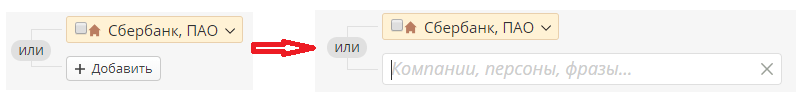 Сбербанк, ПАО
или
+ Добавить
Сбербанк, ПАО
или
Компании, персоны, фразы...